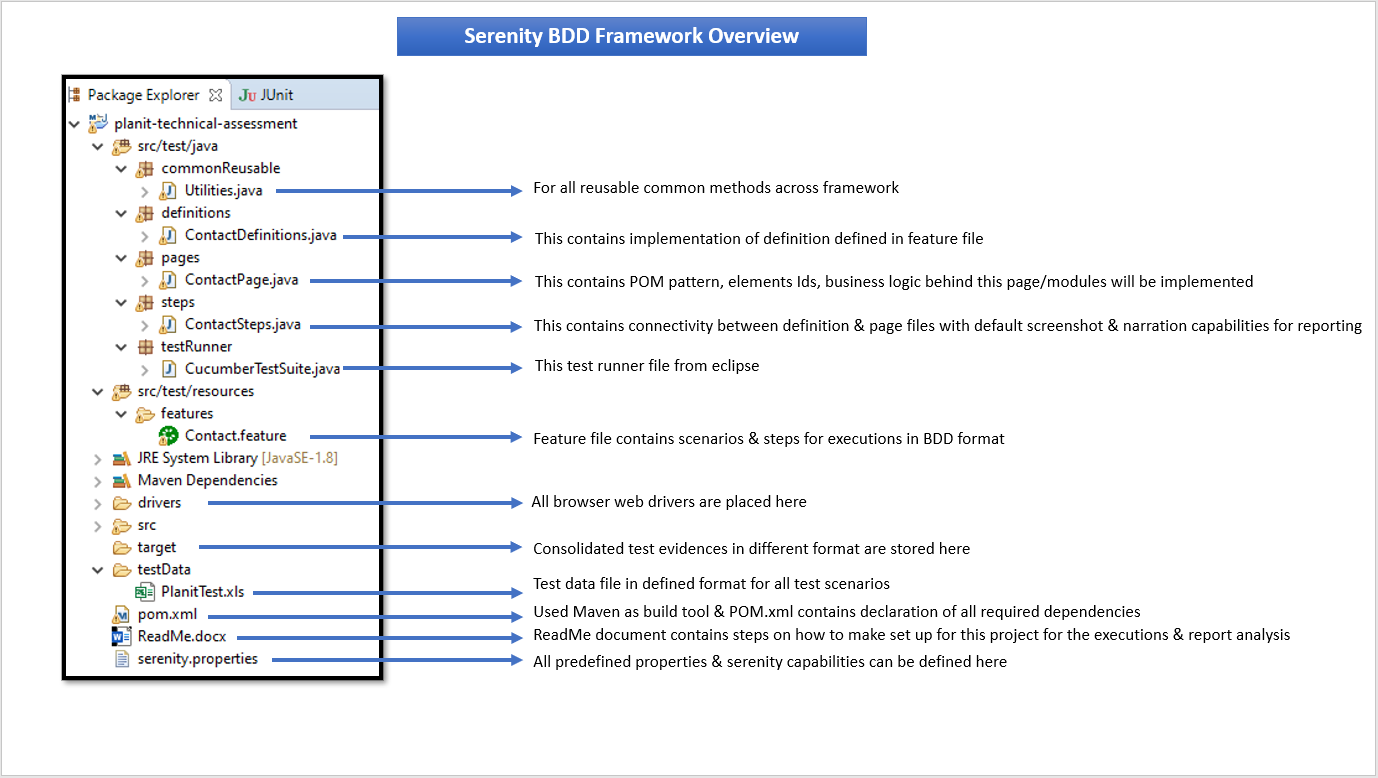 Serenity BDD Framework Overview
Package Explorer JU JUnit
planit-technical-assessment
src/test/java
commonReusable
Utilities.java For all reusable common methods across framework
definitions
ContactDefinitions.java This contains implementation of definition defined in feature file
pages
ContactPage.java This contains POM pattern, elements Ids, business logic behind this page/modules will be implemented
steps
ContactSteps.java This contains connectivity between definition & page files with default screenshot & narration capabilities for reporting
testRunner
CucumberTestSuite.java This test runner file from eclipse
src/test/resources
features
Contact.feature Feature file contains scenarios & steps for executions in BDD format
JRE System Library [JavaSE-1.8]
Maven Dependencies
drivers All browser web drivers are placed here
src
target Consolidated test evidences in different format are stored here
testData
PlanitTest.xls Test data file in defined format for all test scenarios
pom.xml Used Maven as build tool & POM.xml contains declaration of all required dependencies
ReadMe.docx ReadMe document contains steps on how to make set up for this project for the executions & report analysis
serenity.properties All predefined properties & serenity capabilities can be defined here